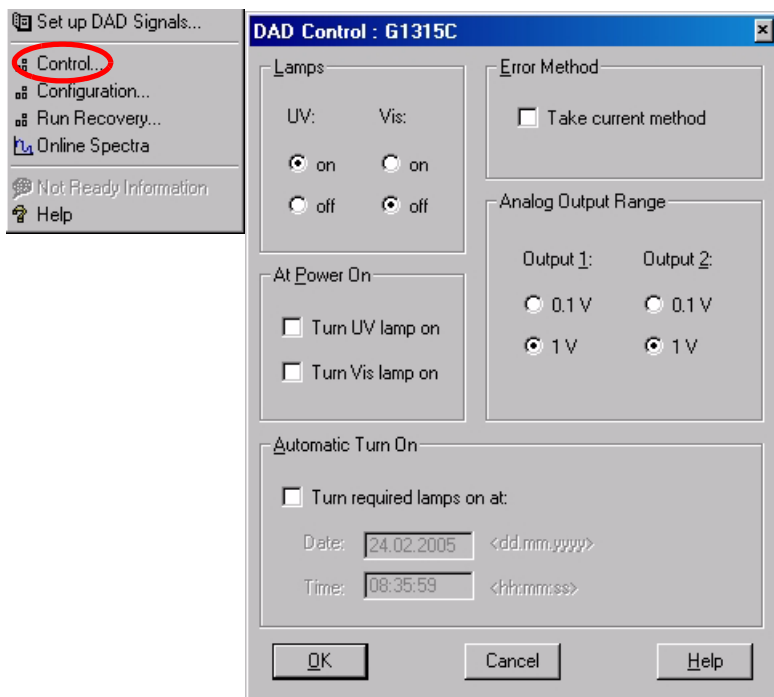 Set up DAD Signals...
Control...
Configuration...
Run Recovery...
Online Spectra
Not Ready Information
Help
DAD Control : G1315C
Lamps
UV: Vis:
on on
off off
Error Method
Take current method
Analog Output Range
Output 1: Output 2:
0.1 V 0.1 V
1 V 1 V
At Power On
Turn UV lamp on
Turn Vis lamp on
Automatic Turn On
Turn required lamps on at:
Date: 24.02.2005 <dd.mm.yyyy>
Time: 08:35:59 <hh:mm:ss>
OK Cancel Help